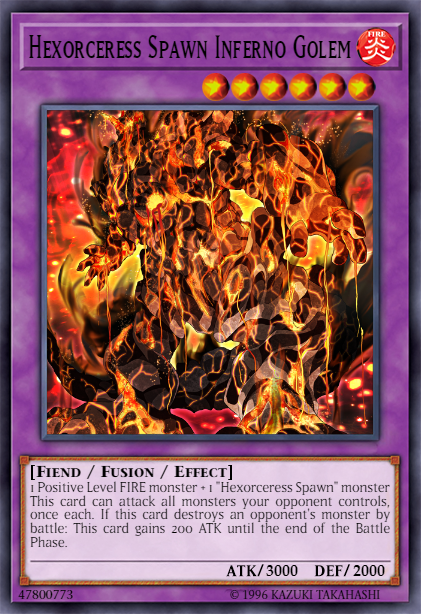 Hexorceress Spawn Inferno Golem
FIRE
炎
[Fiend / Fusion / Effect]
1 Positive Level FIRE monster + 1 "Hexorceress Spawn" monster
This card can attack all monsters your opponent controls,
once each. If this card destroys an opponent's monster by
battle: This card gains 200 ATK until the end of the Battle
Phase.
ATK/3000 DEF/2000
47800773 © 1996 KAZUKI TAKAHASHI